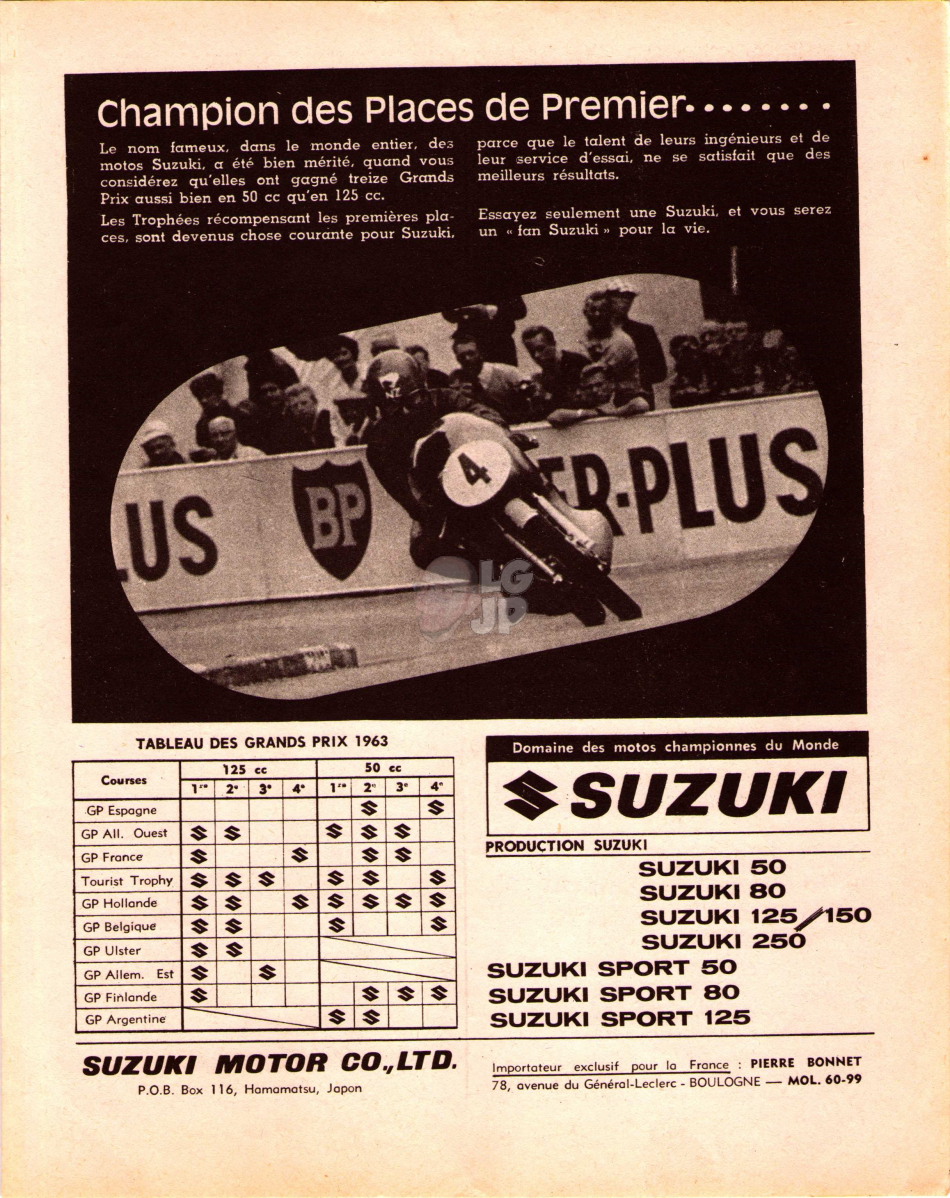 Champion des Places de Premier........
Le nom fameux, dans le monde entier, des
motos Suzuki, a été bien mérité, quand vous
considérez qu'elles ont gagné treize Grands
Prix aussi bien en 50 cc qu'en 125 cc.
Les Trophées récompensant les premières pla-
ces, sont devenus chose courante pour Suzuki,
parce que le talent de leurs ingénieurs et de
leur service d'essai, ne se satisfait que des
meilleurs résultats.
Essayez seulement une Suzuki, et vous serez
un « fan Suzuki » pour la vie.
LUS
BP
4
ER-PLUS
LG
JP
TABLEAU DES GRANDS PRIX 1963
Courses 125 cc 50 cc
1re 2e 3e 4e 1re 2e 3e 4e
GP Espagne
GP All. Ouest
GP France
Tourist Trophy
GP Hollande
GP Belgique
GP Ulster
GP Allem. Est
GP Finlande
GP Argentine
Domaine des motos championnes du Monde
SUZUKI
PRODUCTION SUZUKI
SUZUKI 50
SUZUKI 80
SUZUKI 125/150
SUZUKI 250
SUZUKI SPORT 50
SUZUKI SPORT 80
SUZUKI SPORT 125
SUZUKI MOTOR CO.,LTD.
P.O.B. Box 116, Hamamatsu, Japon
Importateur exclusif pour la France : PIERRE BONNET
78, avenue du Général-Leclerc - BOULOGNE — MOL. 60-99